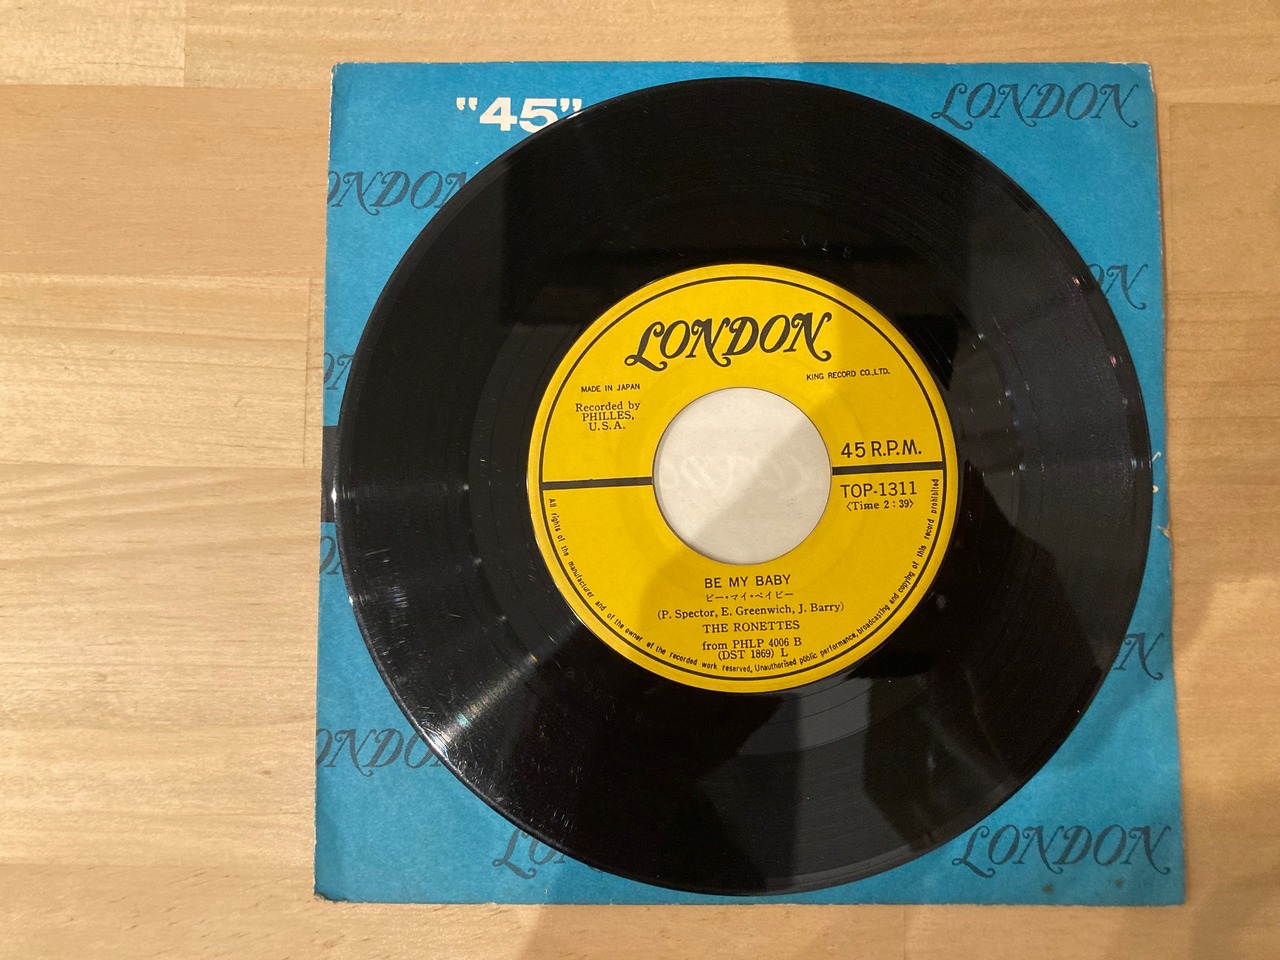 "45"
LONDON
LONDON
MADE IN JAPAN
KING RECORD CO.,LTD.
Recorded by
PHILLES,
U.S.A.
45 R.P.M.
TOP-1311
〈Time 2:39〉
BE MY BABY
ビー・マイ・ベイビー
(P. Spector, E. Greenwich, J. Barry)
THE RONETTES
from PHLP 4006 B
(DST 1869) L
All rights of the manufacturer and of the owner of the recorded work reserved, Unauthorised public performance, broadcasting and copying of this record prohibited
LONDON